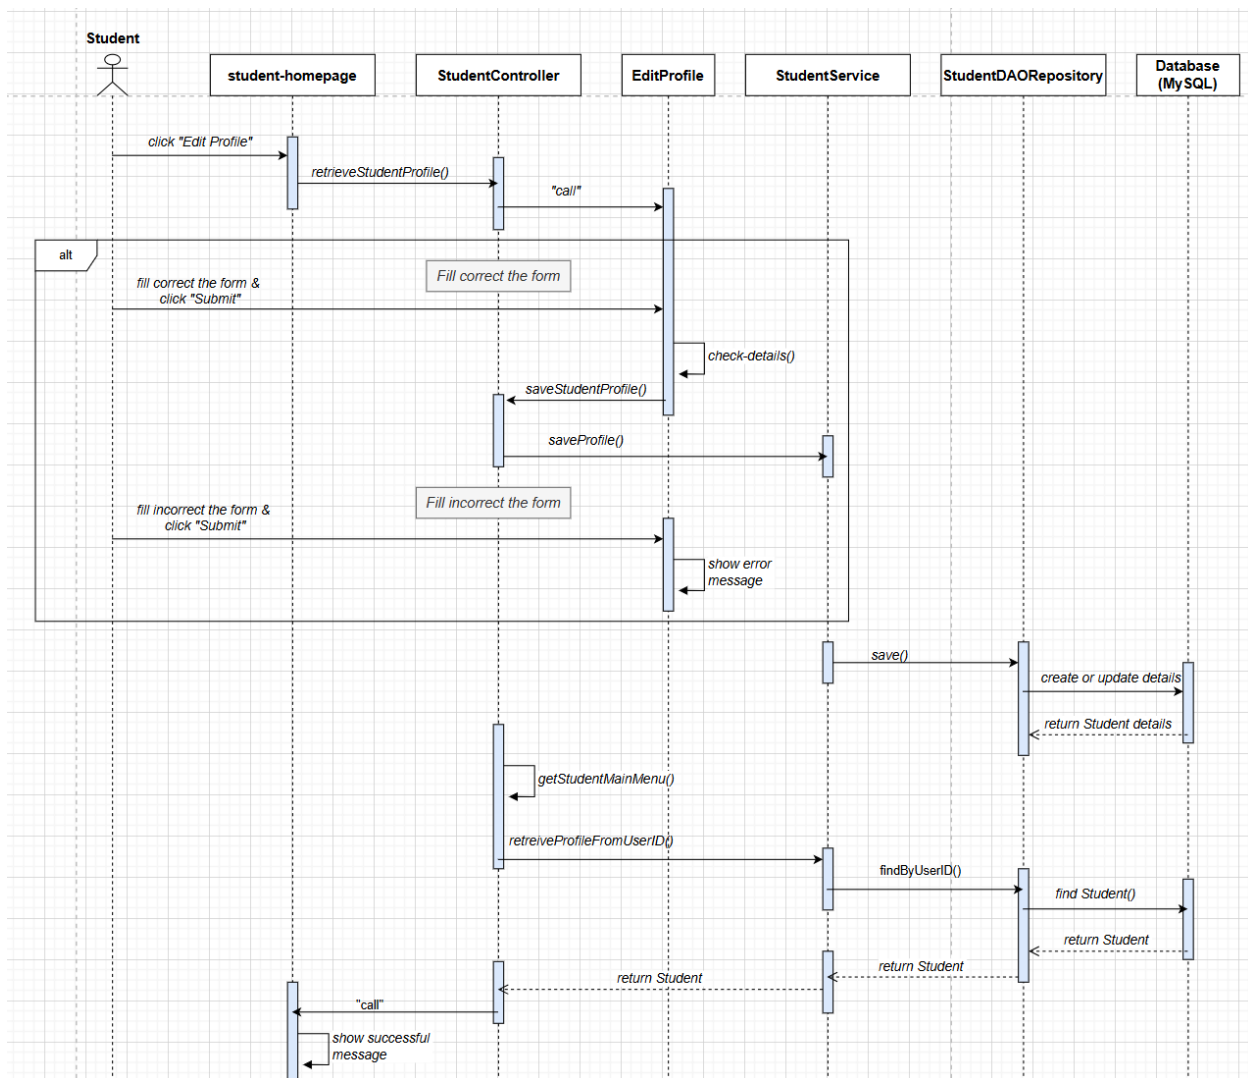 Student
student-homepage
StudentController
EditProfile
StudentService
StudentDAORepository
Database
(MySQL)
click "Edit Profile"
retrieveStudentProfile()
"call"
alt
Fill correct the form
fill correct the form &
click "Submit"
check-details()
saveStudentProfile()
saveProfile()
Fill incorrect the form
fill incorrect the form &
click "Submit"
show error
message
save()
create or update details
return Student details
getStudentMainMenu()
retreiveProfileFromUserID()
findByUserID()
find Student()
return Student
return Student
return Student
"call"
show successful
message